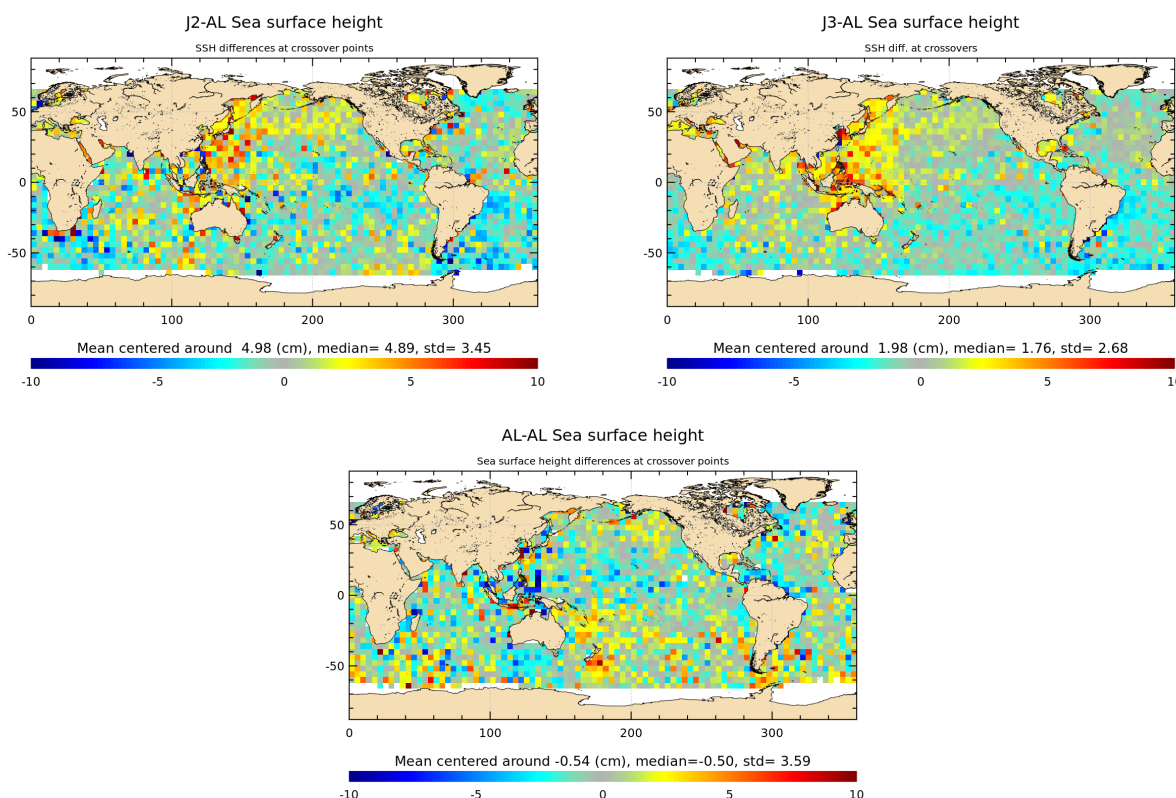 J2-AL Sea surface height
SSH differences at crossover points
50
0
-50
0 100 200 300
Mean centered around 4.98 (cm), median= 4.89, std= 3.45
-10 -5 0 5 10
J3-AL Sea surface height
SSH diff. at crossovers
50
0
-50
0 100 200 300
Mean centered around 1.98 (cm), median= 1.76, std= 2.68
-10 -5 0 5
AL-AL Sea surface height
Sea surface height differences at crossover points
50
0
-50
0 100 200 300
Mean centered around -0.54 (cm), median=-0.50, std= 3.59
-10 -5 0 5 10